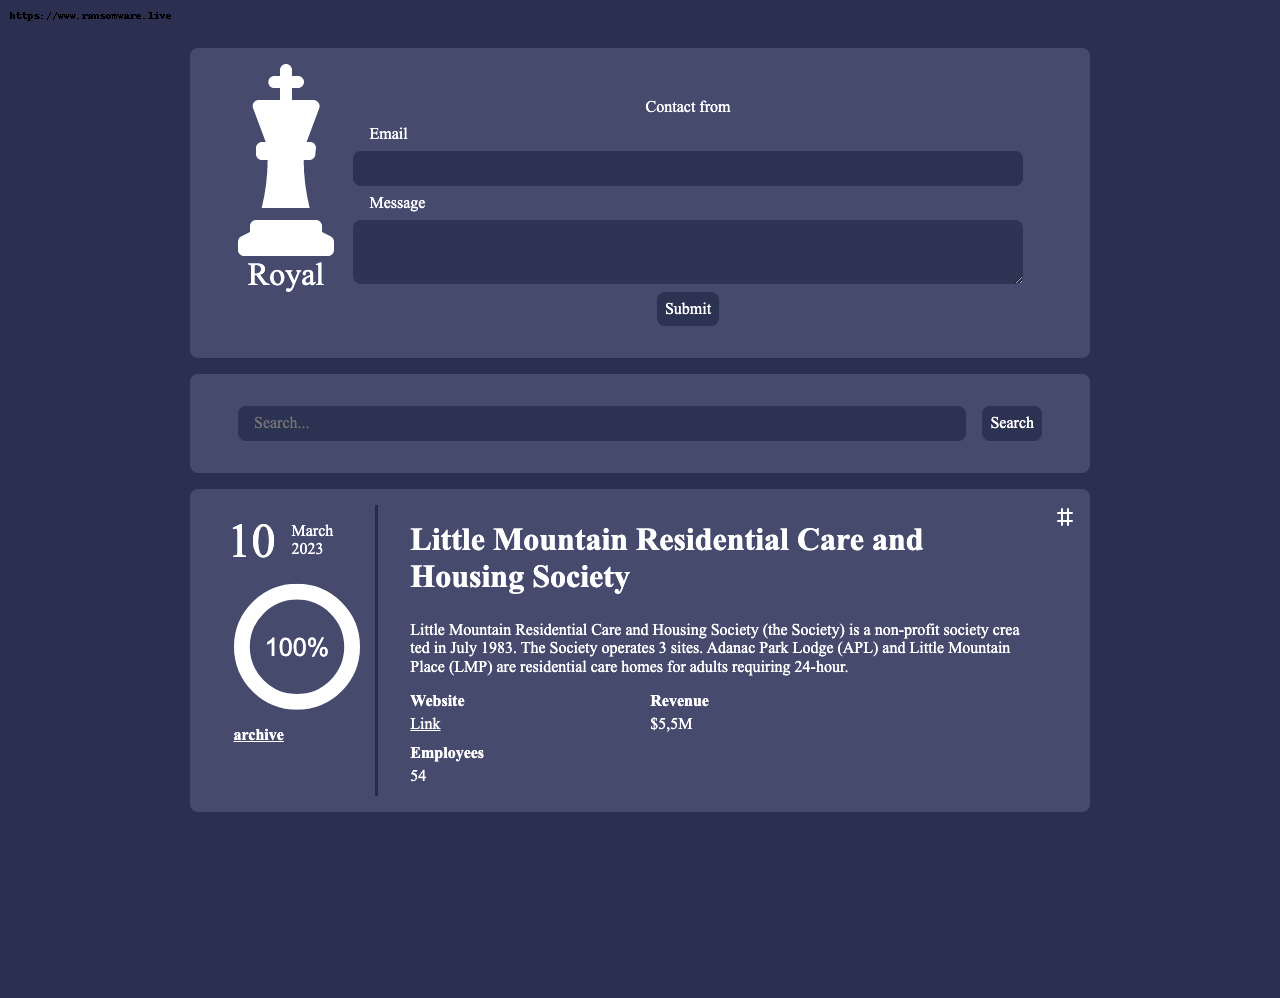 https://www.ransomware.live
Royal
Contact from
Email
Message
Submit
Search...
Search
10
March
2023
100%
archive
#
Little Mountain Residential Care and
Housing Society
Little Mountain Residential Care and Housing Society (the Society) is a non-profit society crea
ted in July 1983. The Society operates 3 sites. Adanac Park Lodge (APL) and Little Mountain
Place (LMP) are residential care homes for adults requiring 24-hour.
Website
Link
Revenue
$5,5M
Employees
54